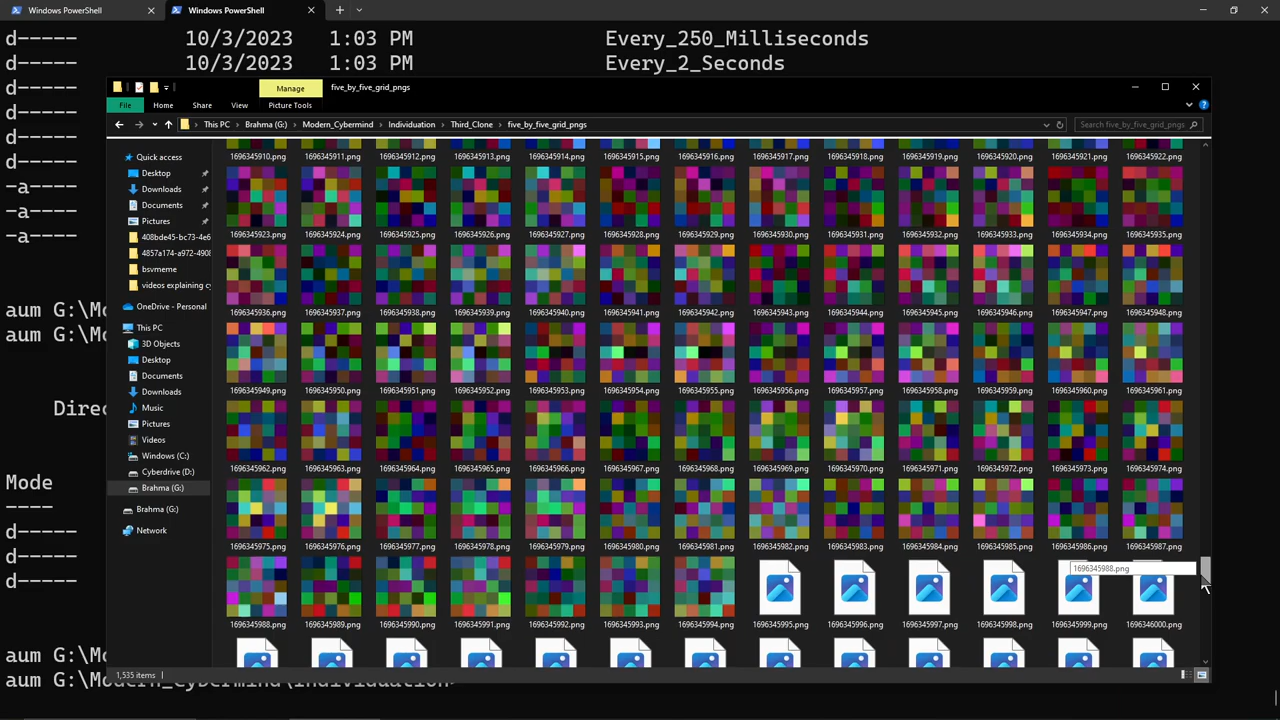 Windows PowerShell
Windows PowerShell
d----- 10/3/2023 1:03 PM Every_250_Milliseconds
d----- 10/3/2023 1:03 PM Every_2_Seconds
d-----
Manage
five_by_five_grid_pngs
File Home Share View Picture Tools
This PC > Brahma (G:) > Modern_Cybermind > Individuation > Third_Clone > five_by_five_grid_pngs
Search five_by_five_grid_pngs
d-----
d-----
d-----
-a----
-a----
-a----
aum G:\Mo
aum G:\Mo
Direc
Mode
----
d-----
d-----
d-----
aum G:\Mo
aum G:\Modern_Cybermind\Individuation>
Quick access
Desktop
Downloads
Documents
Pictures
408bde45-bc73-4e6
4857a174-a972-490
bsvmeme
videos explaining cy
OneDrive - Personal
This PC
3D Objects
Desktop
Documents
Downloads
Music
Pictures
Videos
Windows (C:)
Cyberdrive (D:)
Brahma (G:)
Brahma (G:)
Network
1696345910.png 1696345911.png 1696345912.png 1696345913.png 1696345914.png 1696345915.png 1696345916.png 1696345917.png 1696345918.png 1696345919.png 1696345920.png 1696345921.png 1696345922.png
1696345923.png 1696345924.png 1696345925.png 1696345926.png 1696345927.png 1696345928.png 1696345929.png 1696345930.png 1696345931.png 1696345932.png 1696345933.png 1696345934.png 1696345935.png
1696345936.png 1696345937.png 1696345938.png 1696345939.png 1696345940.png 1696345941.png 1696345942.png 1696345943.png 1696345944.png 1696345945.png 1696345946.png 1696345947.png 1696345948.png
1696345949.png 1696345950.png 1696345951.png 1696345952.png 1696345953.png 1696345954.png 1696345955.png 1696345956.png 1696345957.png 1696345958.png 1696345959.png 1696345960.png 1696345961.png
1696345962.png 1696345963.png 1696345964.png 1696345965.png 1696345966.png 1696345967.png 1696345968.png 1696345969.png 1696345970.png 1696345971.png 1696345972.png 1696345973.png 1696345974.png
1696345975.png 1696345976.png 1696345977.png 1696345978.png 1696345979.png 1696345980.png 1696345981.png 1696345982.png 1696345983.png 1696345984.png 1696345985.png 1696345986.png 1696345987.png
1696345988.png
1696345988.png 1696345989.png 1696345990.png 1696345991.png 1696345992.png 1696345993.png 1696345994.png 1696345995.png 1696345996.png 1696345997.png 1696345998.png 1696345999.png 1696346000.png
1,535 items